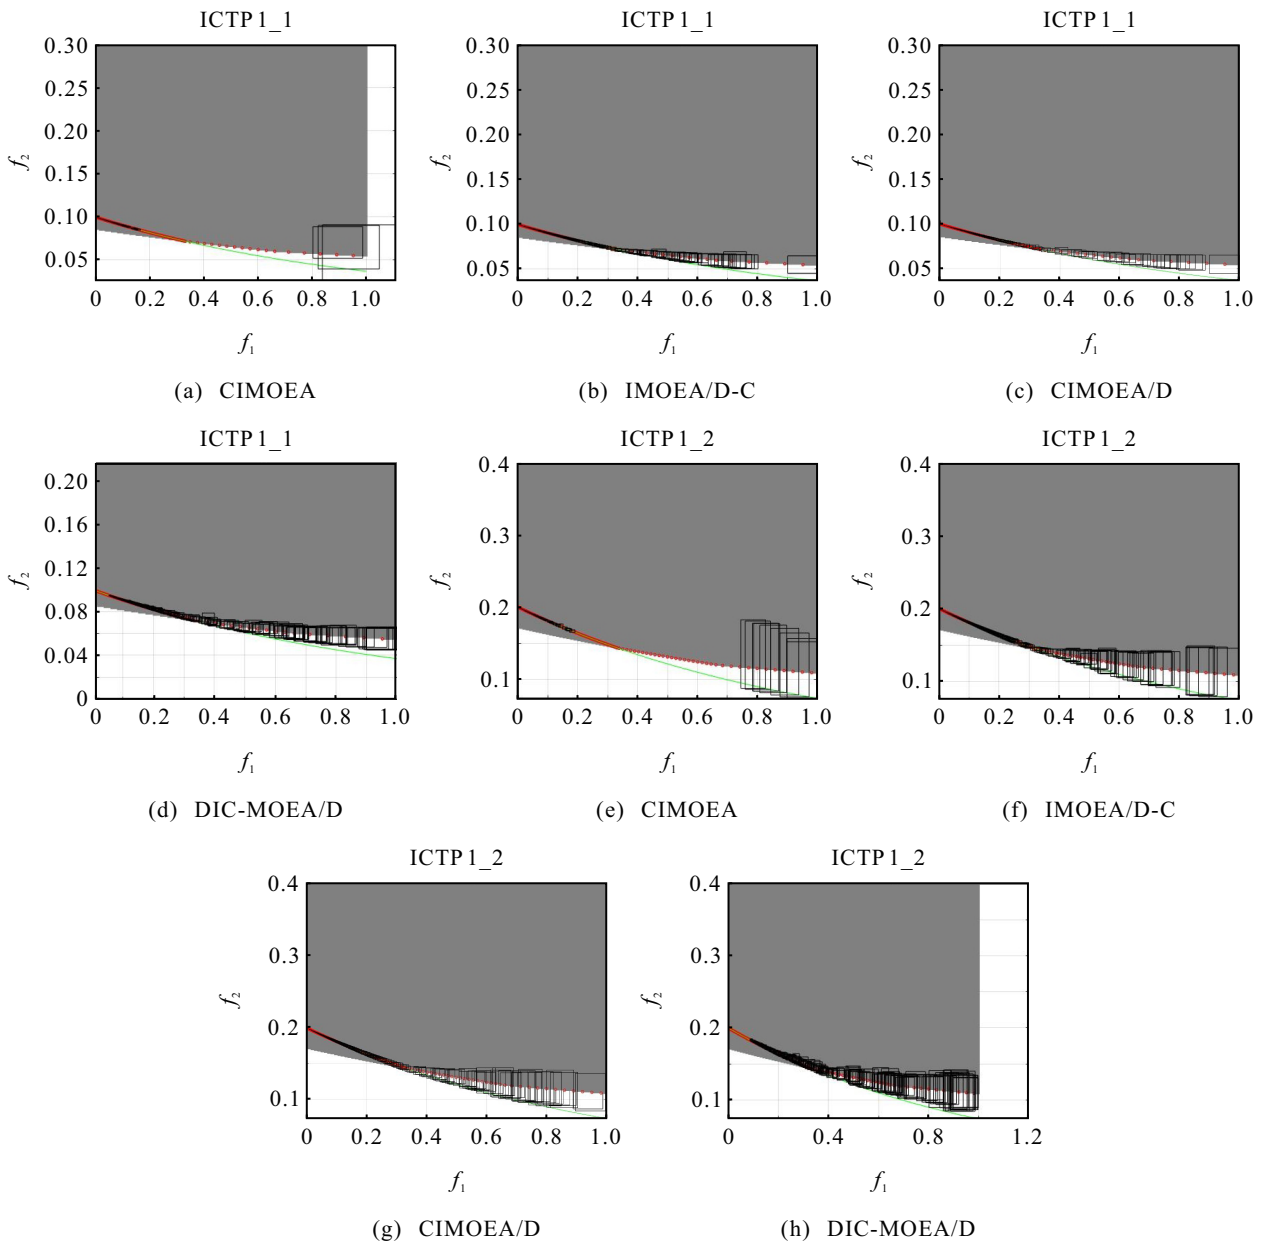 ICTP 1_1 ICTP 1_1 ICTP 1_1
0.30 0.30 0.30
0.25 0.25 0.25
0.20 0.20 0.20
f2 f2 f2
0.15 0.15 0.15
0.10 0.10 0.10
0.05 0.05 0.05
0 0.2 0.4 0.6 0.8 1.0 0 0.2 0.4 0.6 0.8 1.0 0 0.2 0.4 0.6 0.8 1.0
f1 f1 f1
(a) CIMOEA (b) IMOEA/D-C (c) CIMOEA/D
ICTP 1_1 ICTP 1_2 ICTP 1_2
0.20 0.4 0.4
0.16 0.3 0.3
0.12
f2 f2 f2
0.08 0.2 0.2
0.04 0.1 0.1
0
0 0.2 0.4 0.6 0.8 1.0 0 0.2 0.4 0.6 0.8 1.0 0 0.2 0.4 0.6 0.8 1.0
f1 f1 f1
(d) DIC-MOEA/D (e) CIMOEA (f) IMOEA/D-C
ICTP 1_2 ICTP 1_2
0.4 0.4
0.3 0.3
f2 f2
0.2 0.2
0.1 0.1
0 0.2 0.4 0.6 0.8 1.0 0 0.4 0.8 1.2
f1 f1
(g) CIMOEA/D (h) DIC-MOEA/D